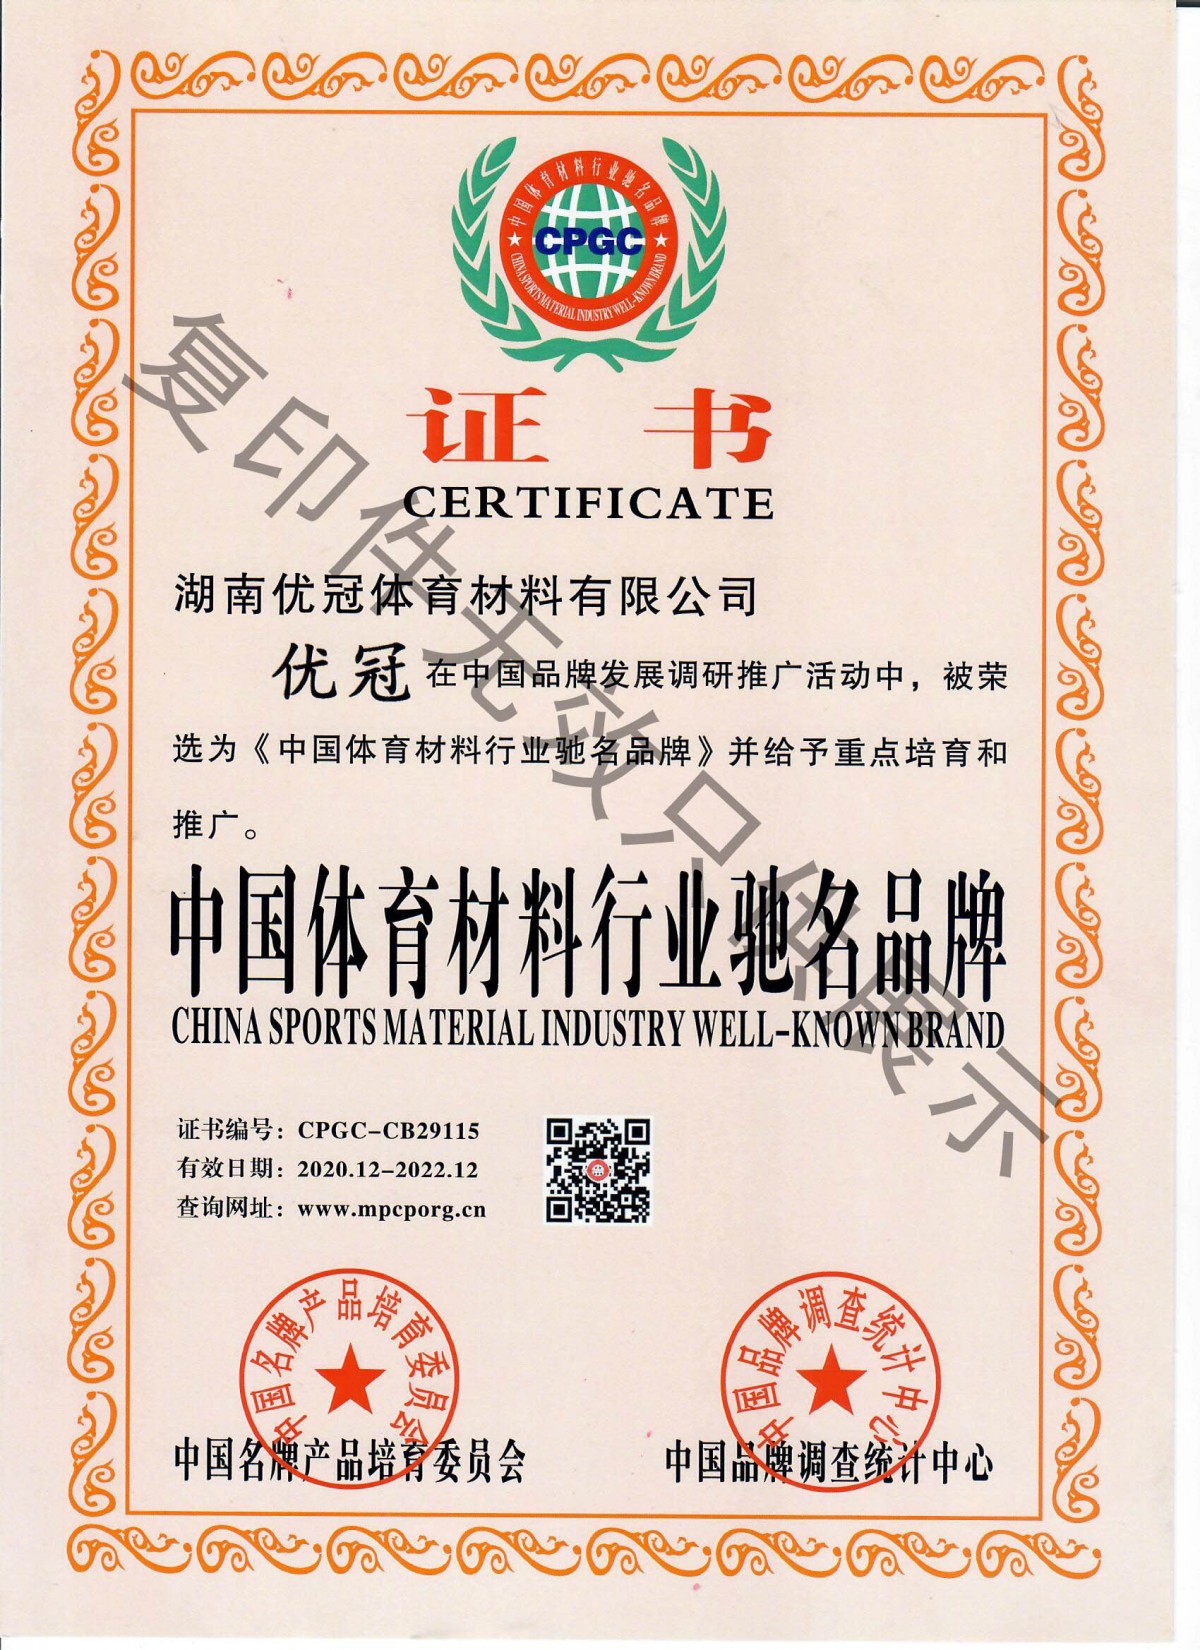 中国体育材料行业驰名品牌
CPGC
CHINA SPORTS MATERIAL INDUSTRY WELL-KNOWN BRAND
证书
CERTIFICATE
湖南优冠体育材料有限公司
优冠在中国品牌发展调研推广活动中，被荣
选为《中国体育材料行业驰名品牌》并给予重点培育和
推广。
中国体育材料行业驰名品牌
CHINA SPORTS MATERIAL INDUSTRY WELL-KNOWN BRAND
证书编号：CPGC-CB29115
有效日期：2020.12-2022.12
查询网址：www.mpcporg.cn
中国名牌产品培育委员会
中国品牌调查统计中心
中国名牌产品培育委员会
中国品牌调查统计中心
复印件无效只供展示